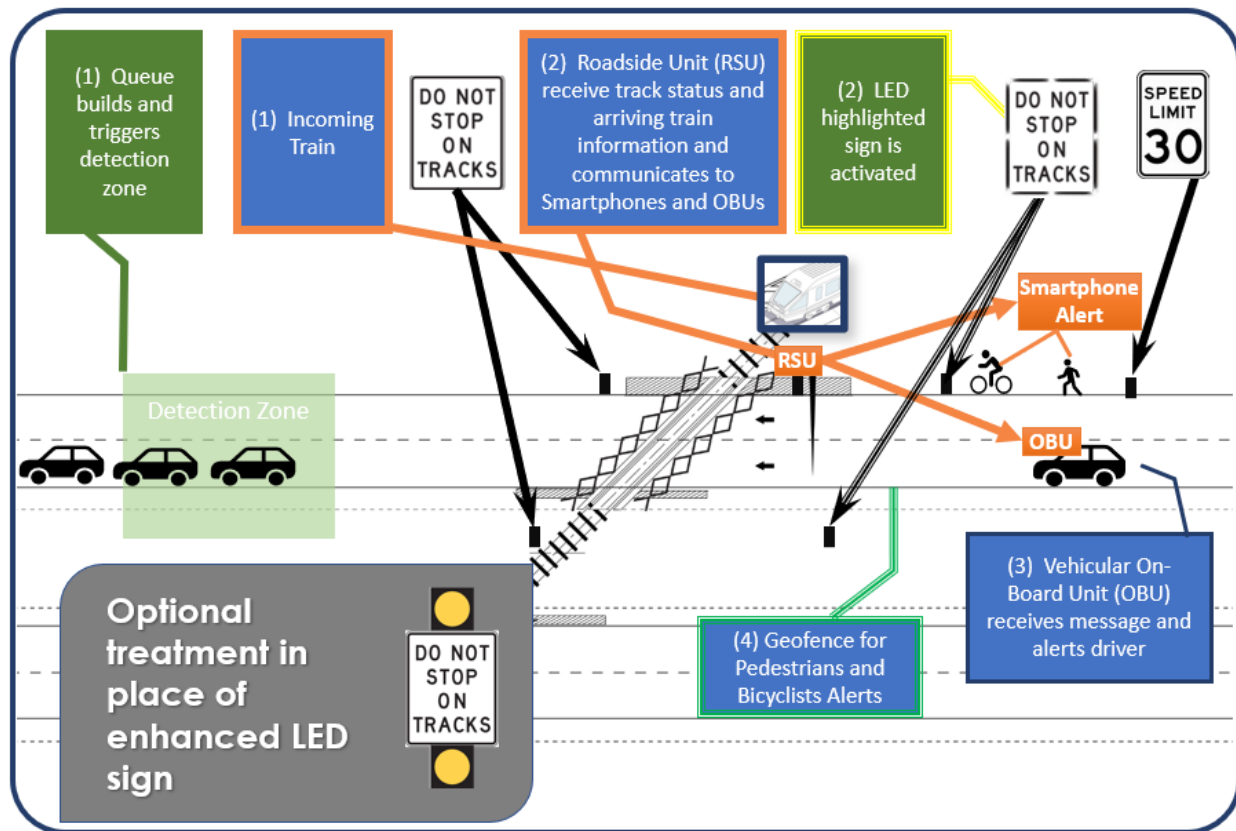 (1) Queue
builds and
triggers
detection
zone
(1) Incoming
Train
DO NOT
STOP
ON
TRACKS
(2) Roadside Unit (RSU)
receive track status and
arriving train
information and
communicates to
Smartphones and OBUs
(2) LED
highlighted
sign is
activated
DO NOT
STOP
ON
TRACKS
SPEED
LIMIT
30
Smartphone
Alert
RSU
Detection Zone
OBU
(3) Vehicular On-
Board Unit (OBU)
receives message and
alerts driver
(4) Geofence for
Pedestrians and
Bicyclists Alerts
Optional
treatment in
place of
enhanced LED
sign
DO NOT
STOP
ON
TRACKS